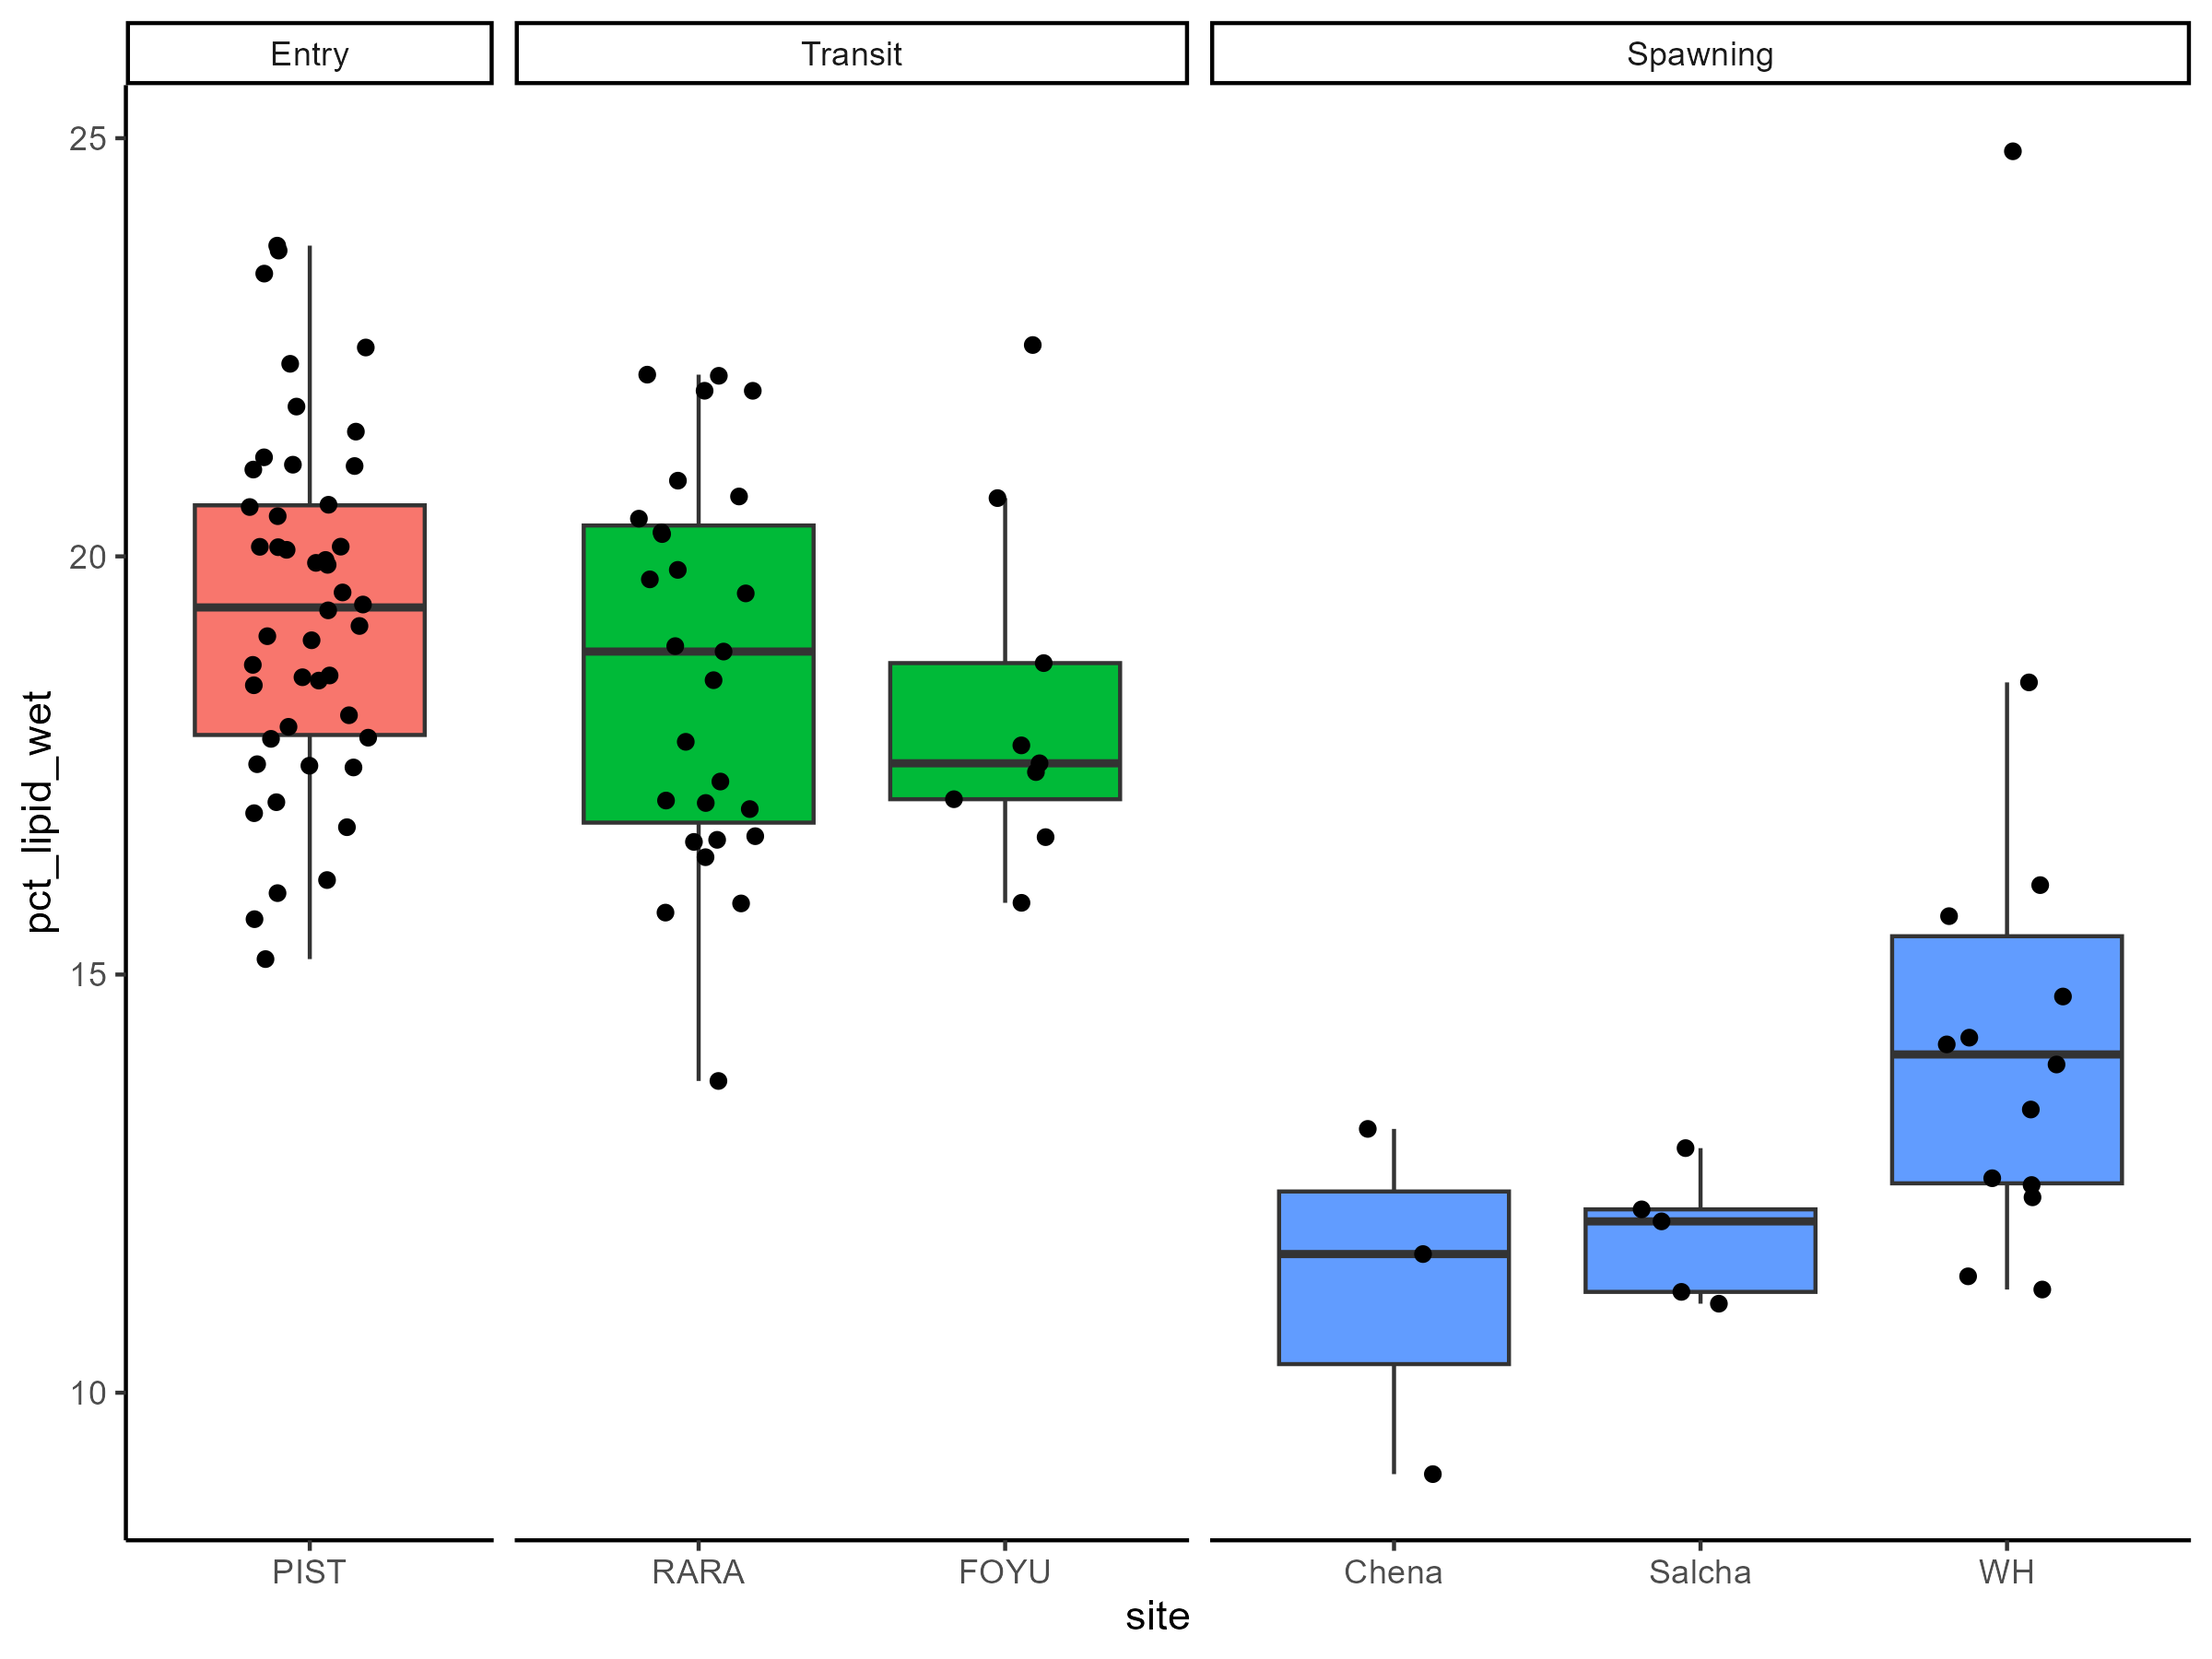 Entry Transit Spawning
25
20
15
10
pct_lipid_wet
PIST RARA FOYU Chena Salcha WH
site